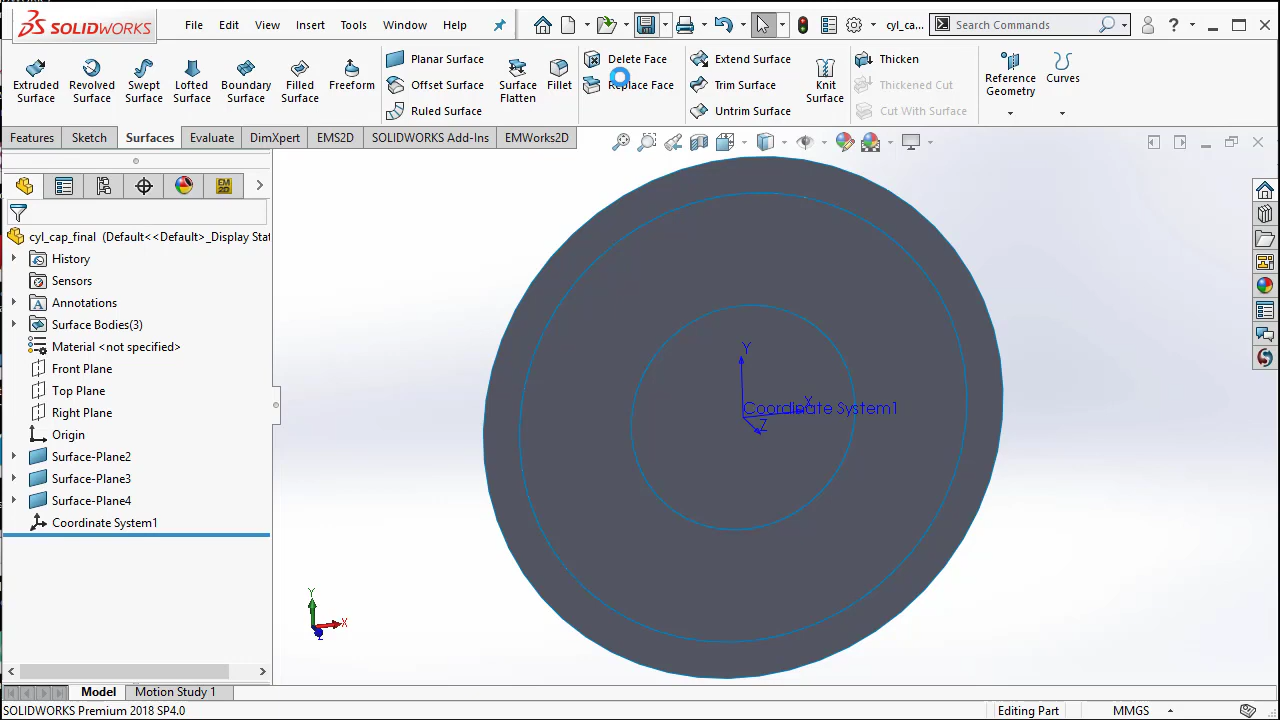 SOLIDWORKS File Edit View Insert Tools Window Help cyl_ca... Search Commands
Extruded Surface
Revolved Surface
Swept Surface
Lofted Surface
Boundary Surface
Filled Surface
Freeform
Planar Surface
Offset Surface
Ruled Surface
Surface Flatten
Fillet
Delete Face
Replace Face
Extend Surface
Trim Surface
Untrim Surface
Knit Surface
Thicken
Thickened Cut
Cut With Surface
Reference Geometry
Curves
Features Sketch Surfaces Evaluate DimXpert EMS2D SOLIDWORKS Add-Ins EMWorks2D
EM 2D
cyl_cap_final (Default<<Default>_Display Sta
History
Sensors
Annotations
Surface Bodies(3)
Material <not specified>
Front Plane
Top Plane
Right Plane
Origin
Surface-Plane2
Surface-Plane3
Surface-Plane4
Coordinate System1
Y
X
Coordinate System1
Z
Y
X
Z
Model Motion Study 1
SOLIDWORKS Premium 2018 SP4.0 Editing Part MMGS